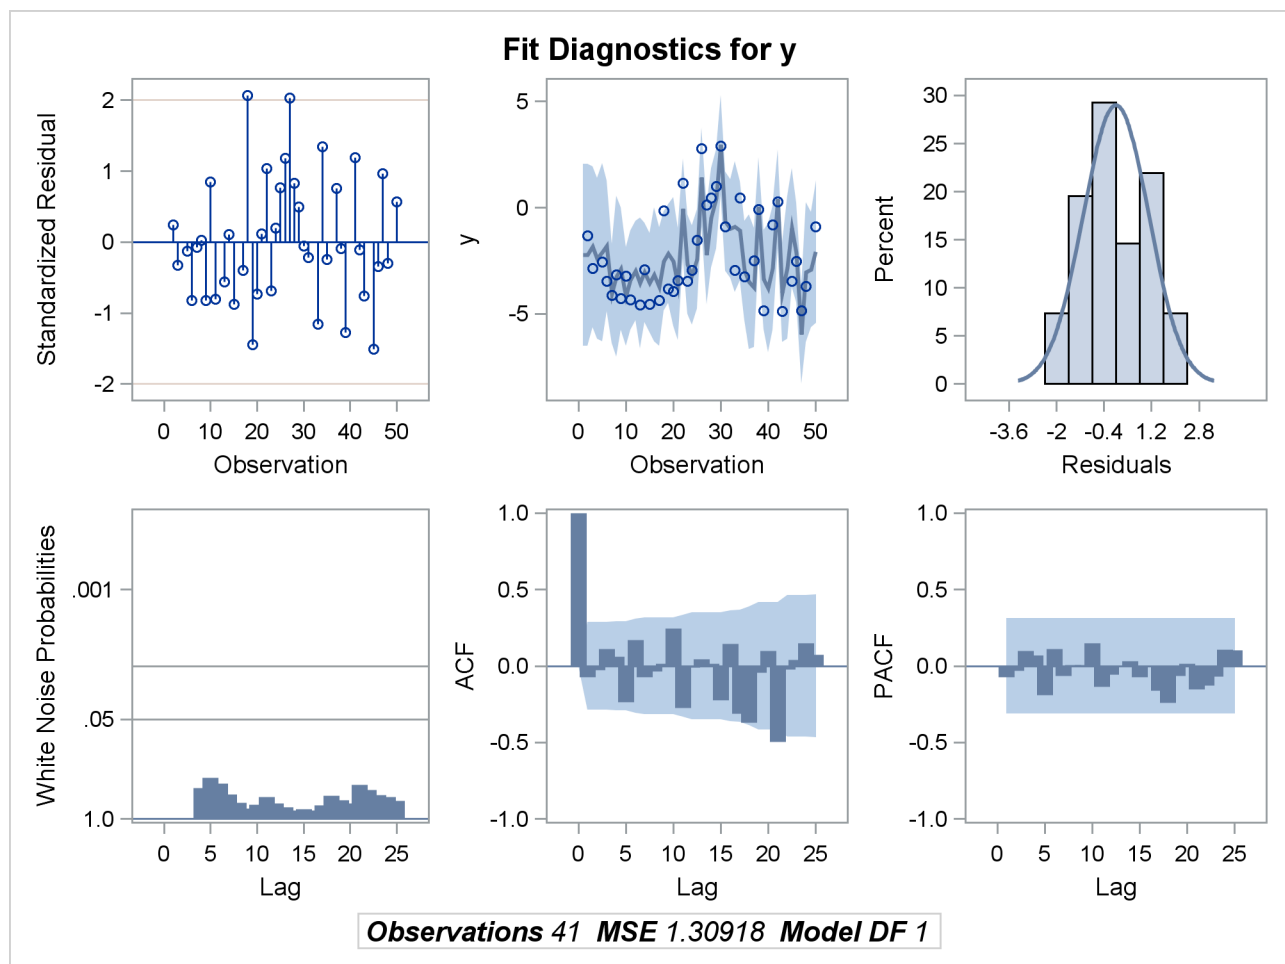 Fit Diagnostics for y
Standardized Residual
2
1
0
-1
-2
0 10 20 30 40 50
Observation
y
5
0
-5
0 10 20 30 40 50
Observation
Percent
30
25
20
15
10
5
0
-3.6 -2 -0.4 1.2 2.8
Residuals
White Noise Probabilities
.001
.05
1.0
0 5 10 15 20 25
Lag
ACF
1.0
0.5
0.0
-0.5
-1.0
0 5 10 15 20 25
Lag
PACF
1.0
0.5
0.0
-0.5
-1.0
0 5 10 15 20 25
Lag
Observations 41 MSE 1.30918 Model DF 1